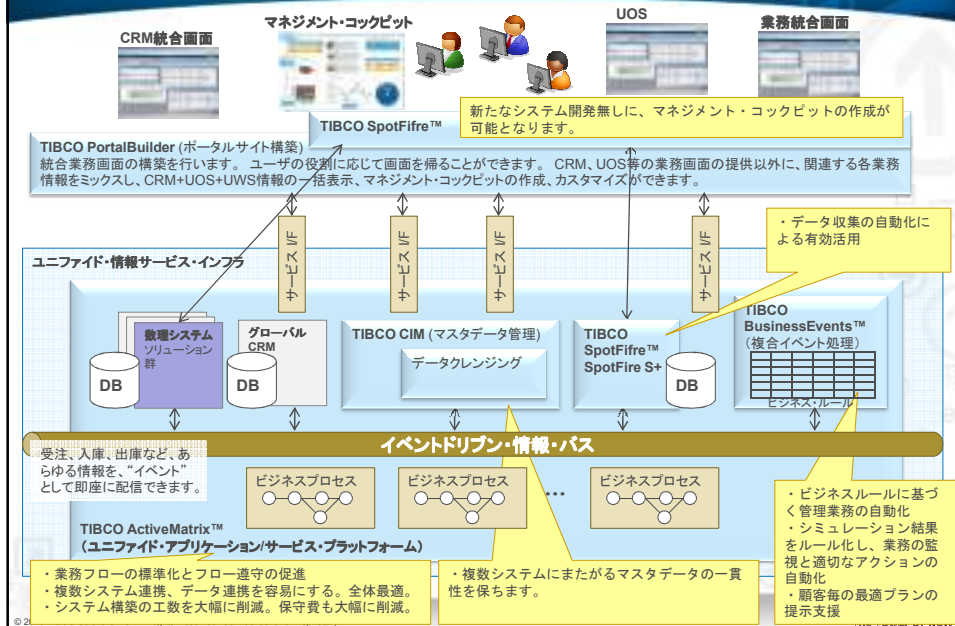 CRM統合画面
マネジメント・コックピット
UOS
業務統合画面
新たなシステム開発無しに、マネジメント・コックピットの作成が
可能となります。
TIBCO SpotFifre™
TIBCO PortalBuilder (ポータルサイト構築)
統合業務画面の構築を行います。 ユーザの役割に応じて画面を帰ることができます。 CRM、UOS等の業務画面の提供以外に、関連する各業務
情報をミックスし、CRM+UOS+UWS情報の一括表示、マネジメント・コックピットの作成、カスタマイズができます。
サービス I/F
サービス I/F
サービス I/F
サービス I/F
・データ収集の自動化に
よる有効活用
ユニファイド・情報サービス・インフラ
数理システム
ソリューション
群
DB
グローバル
CRM
DB
TIBCO CIM (マスタデータ管理)
データクレンジング
TIBCO
SpotFifre™
SpotFire S+
DB
TIBCO
BusinessEvents™
(複合イベント処理)
ビジネス・ルール
イベントドリブン・情報・バス
受注、入庫、出庫など、あ
らゆる情報を、“イベント”
として即座に配信できます。
ビジネスプロセス
ビジネスプロセス
...
ビジネスプロセス
TIBCO ActiveMatrix™
(ユニファイド・アプリケーション/サービス・プラットフォーム)
・業務フローの標準化とフロー遵守の促進
・複数システム連携、データ連携を容易にする。全体最適。
・システム構築の工数を大幅に削減。保守費も大幅に削減。
・複数システムにまたがるマスタデータの一貫
性を保ちます。
・ビジネスルールに基づ
く管理業務の自動化
・シミュレーション結果
をルール化し、業務の監
視と適切なアクションの
自動化
・顧客毎の最適プランの
提示支援